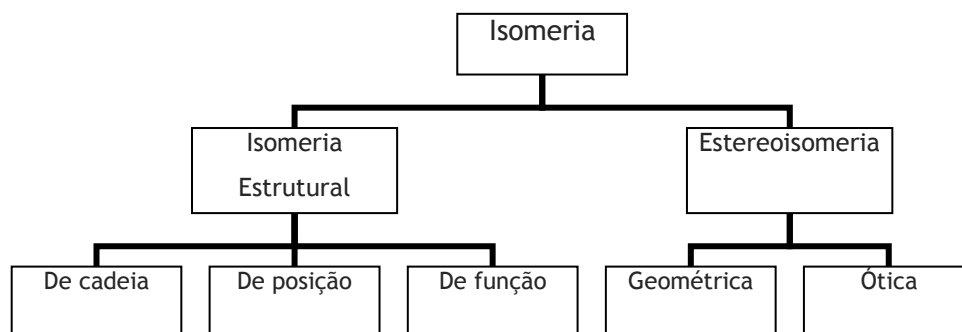 Isomeria
Isomeria
Estrutural
Estereoisomeria
De cadeia
De posição
De função
Geométrica
Ótica